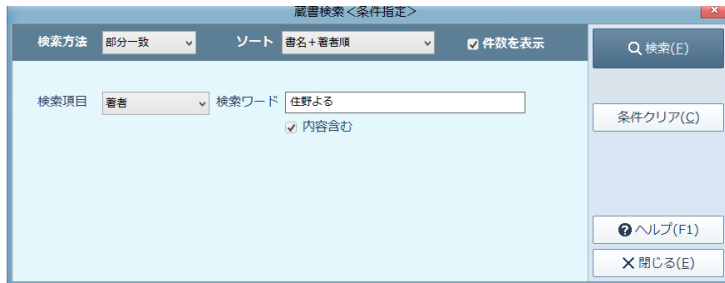 蔵書検索<条件指定>
検索方法 部分一致 ソート 書名+著者順 件数を表示
検索(F)
検索項目 著者 検索ワード 住野よる
内容含む
条件クリア(C)
ヘルプ(F1)
閉じる(E)